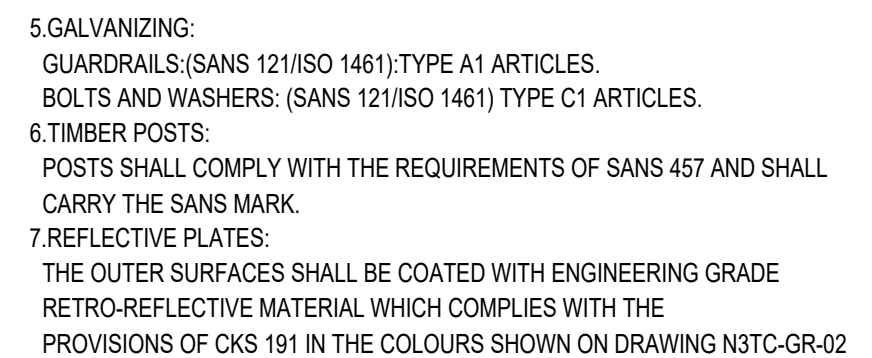 5.GALVANIZING:
GUARDRAILS:(SANS 121/ISO 1461):TYPE A1 ARTICLES.
BOLTS AND WASHERS: (SANS 121/ISO 1461) TYPE C1 ARTICLES.
6.TIMBER POSTS:
POSTS SHALL COMPLY WITH THE REQUIREMENTS OF SANS 457 AND SHALL
CARRY THE SANS MARK.
7.REFLECTIVE PLATES:
THE OUTER SURFACES SHALL BE COATED WITH ENGINEERING GRADE
RETRO-REFLECTIVE MATERIAL WHICH COMPLIES WITH THE
PROVISIONS OF CKS 191 IN THE COLOURS SHOWN ON DRAWING N3TC-GR-02